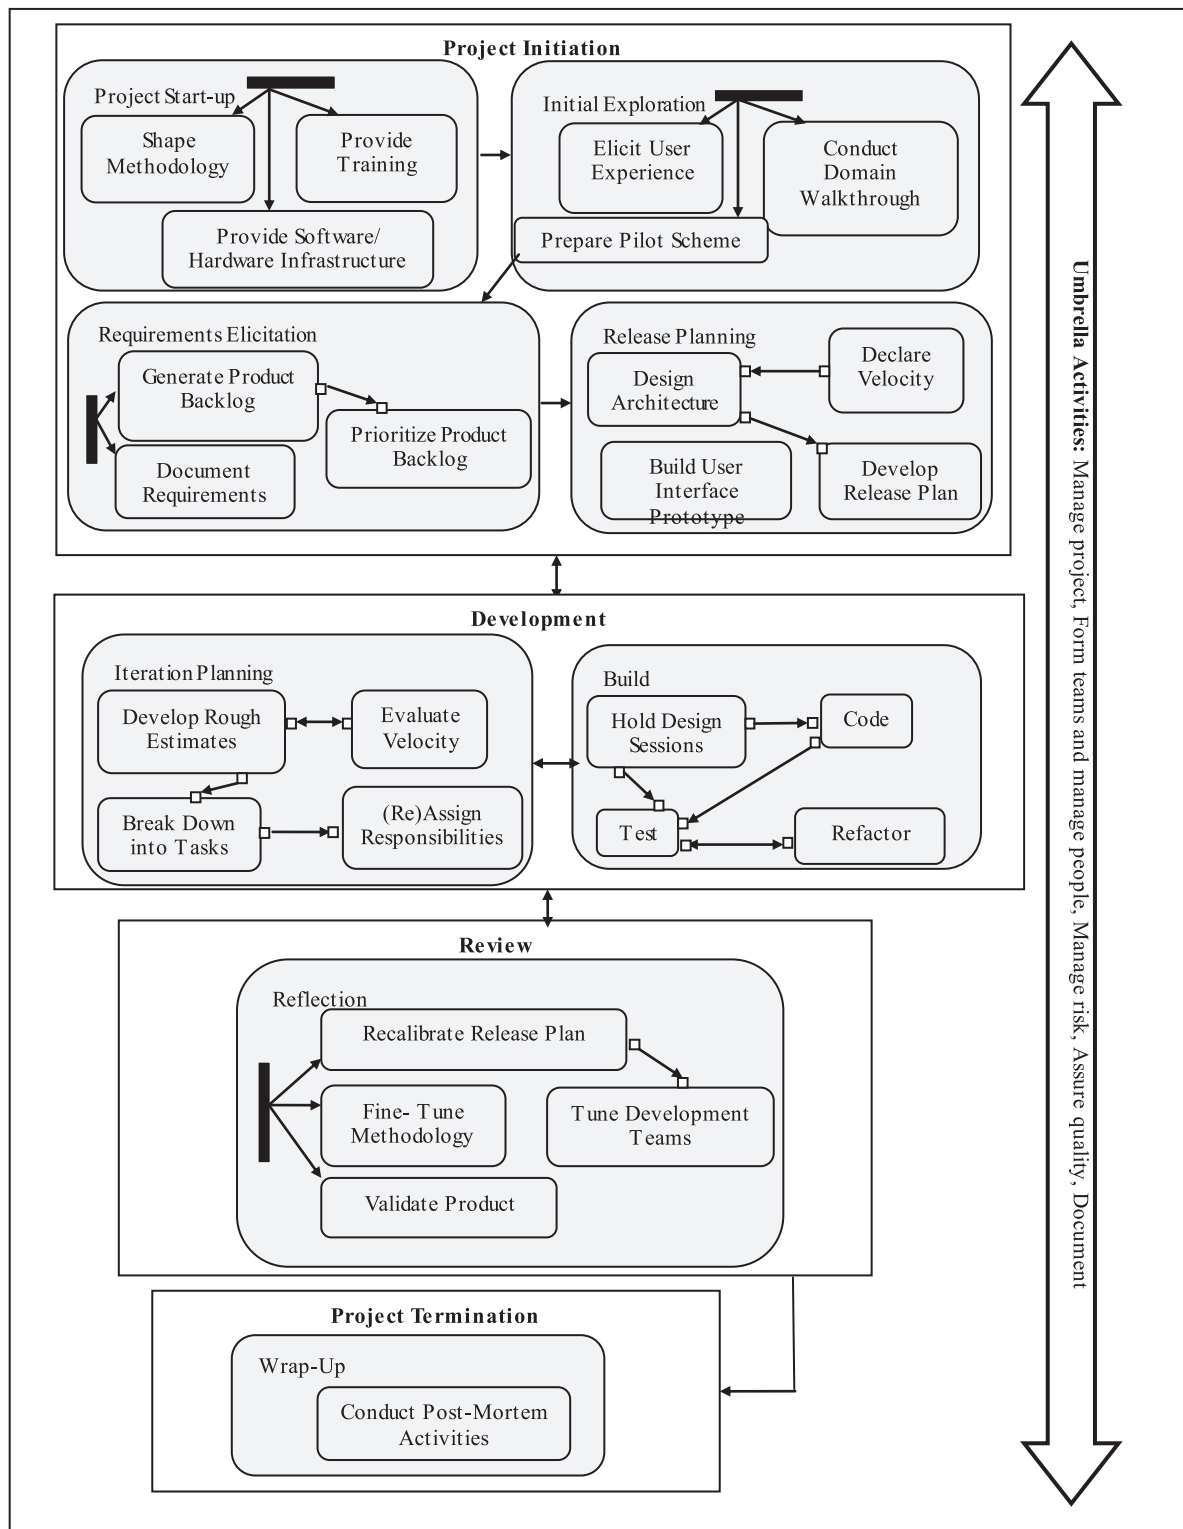 Project Initiation
Project Start-up
Shape
Methodology
Provide
Training
Provide Software/
Hardware Infrastructure
Initial Exploration
Elicit User
Experience
Conduct
Domain
Walkthrough
Prepare Pilot Scheme
Requirements Elicitation
Generate Product
Backlog
Prioritize Product
Backlog
Document
Requirements
Release Planning
Design
Architecture
Declare
Velocity
Build User
Interface
Prototype
Develop
Release Plan
Development
Iteration Planning
Develop Rough
Estimates
Evaluate
Velocity
Break Down
into Tasks
(Re)Assign
Responsibilities
Build
Hold Design
Sessions
Code
Test
Refactor
Review
Reflection
Recalibrate Release Plan
Fine- Tune
Methodology
Tune Development
Teams
Validate Product
Project Termination
Wrap-Up
Conduct Post-Mortem
Activities
Umbrella Activities: Manage project, Form teams and manage people, Manage risk, Assure quality, Document